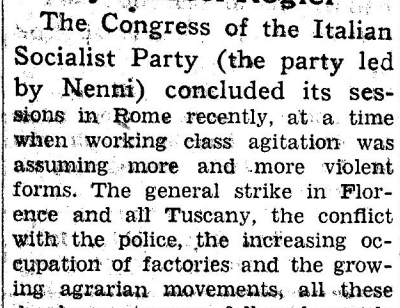 The Congress of the Italian
Socialist Party (the party led
by Nenni) concluded its ses-
sions in Rome recently, at a time
when working class agitation was
assuming more and more violent
forms. The general strike in Flor-
ence and all Tuscany, the conflict
with the police, the increasing oc-
cupation of factories and the grow-
ing agrarian movements, all these